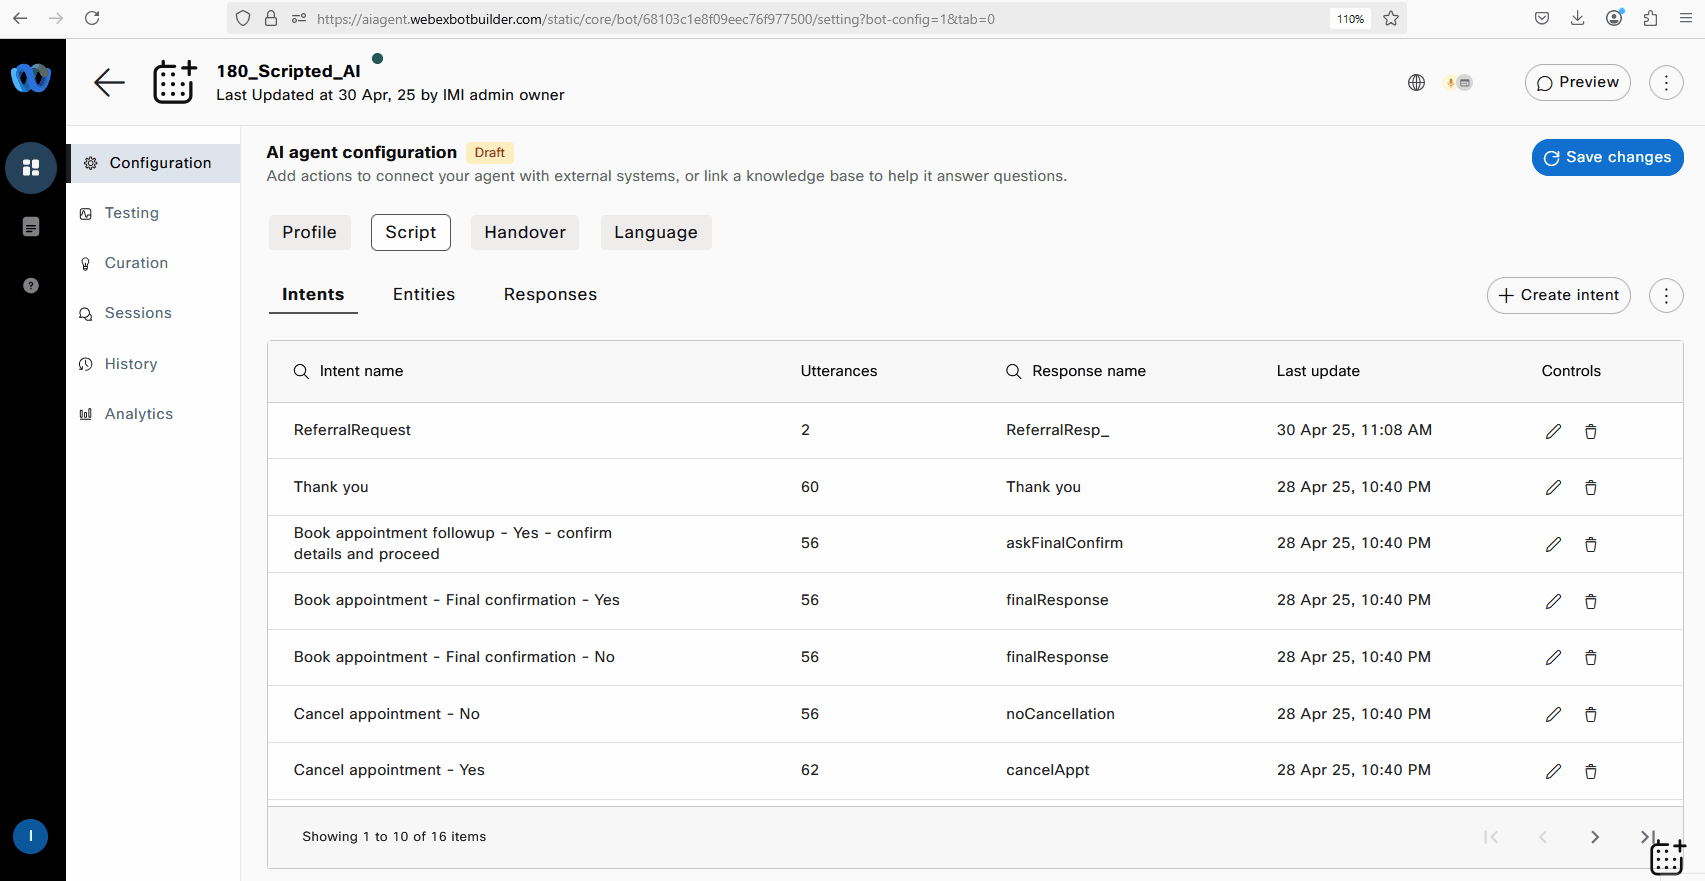 https://aiagent.webexbotbuilder.com/static/core/bot/68103c1e8f09eec76f977500/setting?bot-config=1&tab=0
110%
180_Scripted_AI
Last Updated at 30 Apr, 25 by IMI admin owner
Preview
Configuration
Testing
Curation
Sessions
History
Analytics
I
AI agent configuration Draft
Add actions to connect your agent with external systems, or link a knowledge base to help it answer questions.
Save changes
Profile Script Handover Language
Intents Entities Responses
Create intent
Intent name Utterances Response name Last update Controls
ReferralRequest 2 ReferralResp_ 30 Apr 25, 11:08 AM
Thank you 60 Thank you 28 Apr 25, 10:40 PM
Book appointment followup - Yes - confirm
details and proceed 56 askFinalConfirm 28 Apr 25, 10:40 PM
Book appointment - Final confirmation - Yes 56 finalResponse 28 Apr 25, 10:40 PM
Book appointment - Final confirmation - No 56 finalResponse 28 Apr 25, 10:40 PM
Cancel appointment - No 56 noCancellation 28 Apr 25, 10:40 PM
Cancel appointment - Yes 62 cancelAppt 28 Apr 25, 10:40 PM
Showing 1 to 10 of 16 items